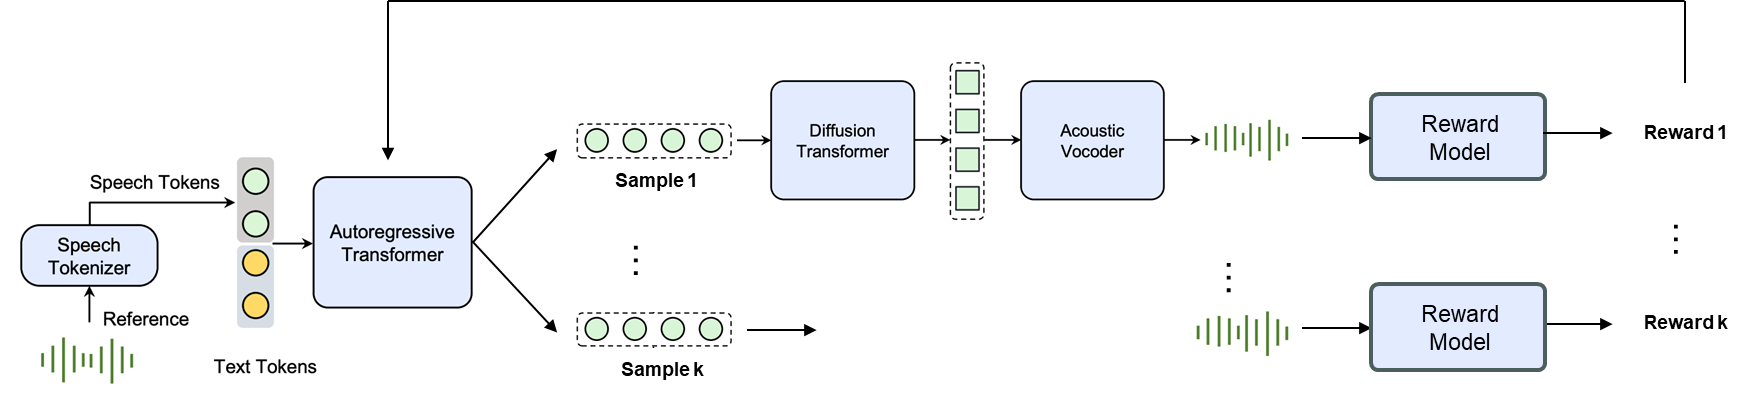 Speech Tokens
Speech
Tokenizer
Reference
Text Tokens
Autoregressive
Transformer
Sample 1
Sample k
Diffusion
Transformer
Acoustic
Vocoder
Reward
Model
Reward 1
Reward
Model
Reward k